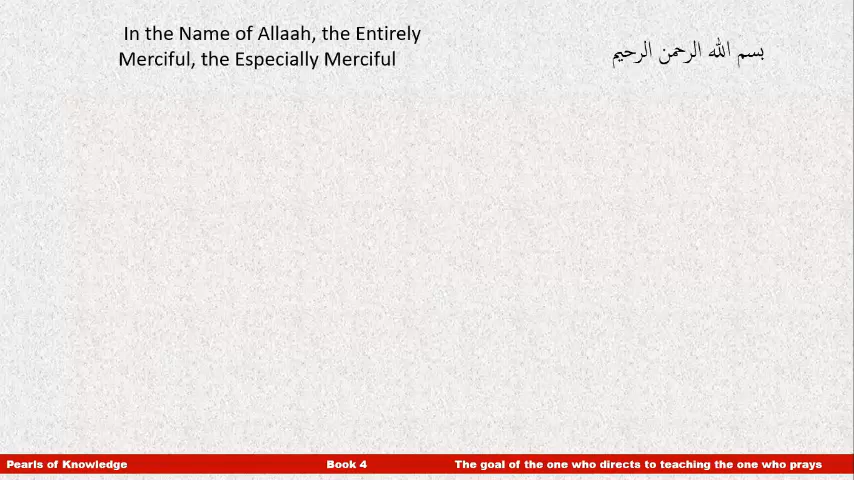 In the Name of Allaah, the Entirely
Merciful, the Especially Merciful
بسم الله الرحمن الرحيم
Pearls of Knowledge
Book 4
The goal of the one who directs to teaching the one who prays